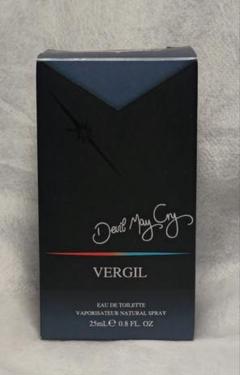 Devil May Cry
VERGIL
EAU DE TOILETTE
VAPORISATEUR NATURAL SPRAY
25mL ℮ 0.8 FL. OZ